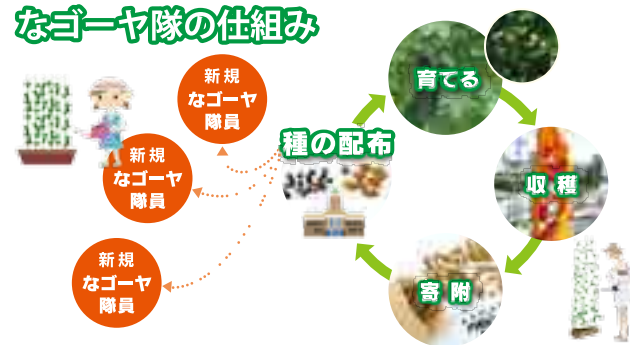 なゴーヤ隊の仕組み
新規
なゴーヤ
隊員
新規
なゴーヤ
隊員
新規
なゴーヤ
隊員
種の配布
育てる
収穫
寄附